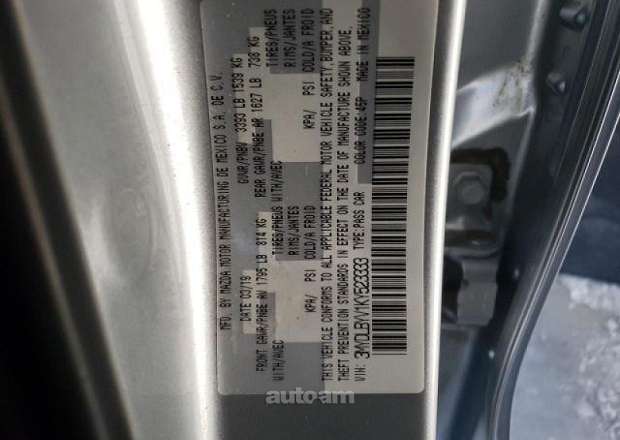 MFG. BY MAZDA MOTOR MANUFACTURING DE MEXICO S.A. DE C.V.
DATE 03/19 GVWR/PNBV 3393 LB 1539 KG
FRONT GAWR/PNBE AV 1795 LB 814 KG REAR GAWR/PNBE AR 1627 LB 738 KG
WITH/AVEC TIRES/PNEUS WITH/AVEC TIRES/PNEUS
RIMS/JANTES RIMS/JANTES
KPA/ PSI COLD/A FROID KPA/ PSI COLD/A FROID
THIS VEHICLE CONFORMS TO ALL APPLICABLE FEDERAL MOTOR VEHICLE SAFETY, BUMPER, AND
THEFT PREVENTION STANDARDS IN EFFECT ON THE DATE OF MANUFACTURE SHOWN ABOVE.
VIN: 3MYDLBYV1KY523333 TYPE:PASS CAR COLOR CODE:45P MADE IN MEXICO
autoam